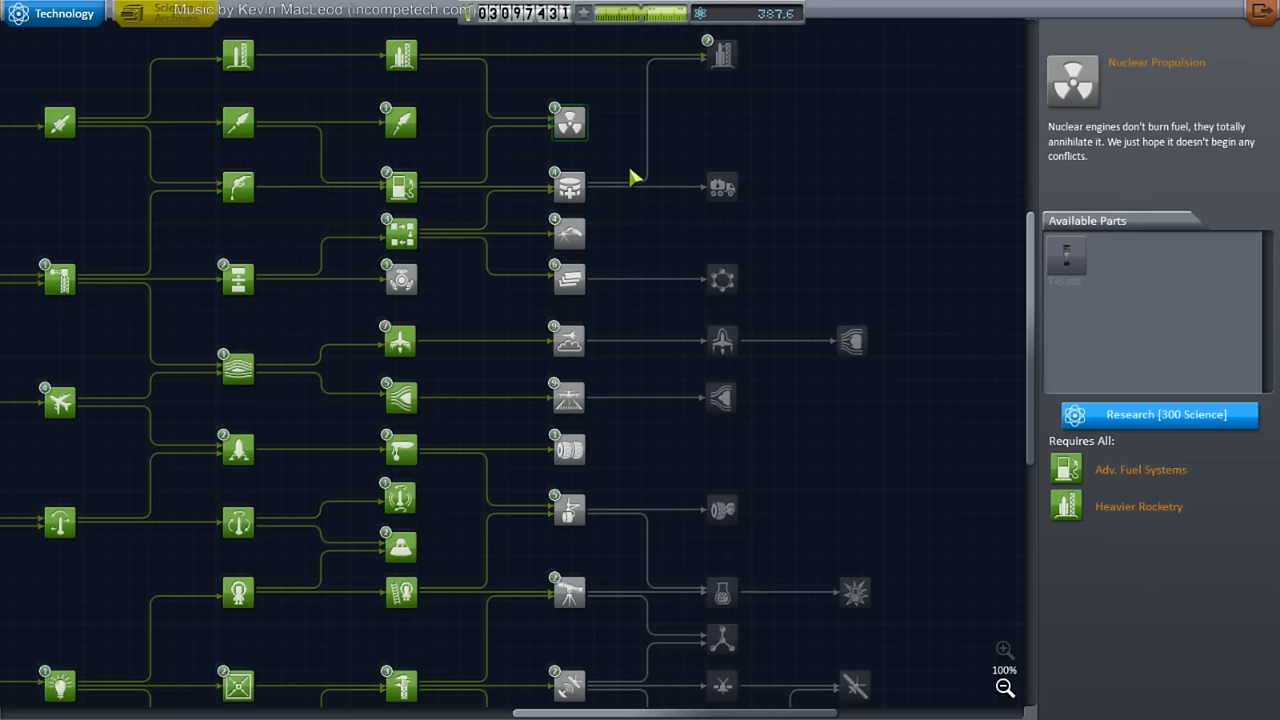 Technology
Music by Kevin MacLeod (incompetech.com
387.6
Nuclear Propulsion
Nuclear engines don't burn fuel, they totally
annihilate it. We just hope it doesn't begin any
conflicts.
Available Parts
Research [300 Science]
Requires All:
Adv. Fuel Systems
Heavier Rocketry
100%